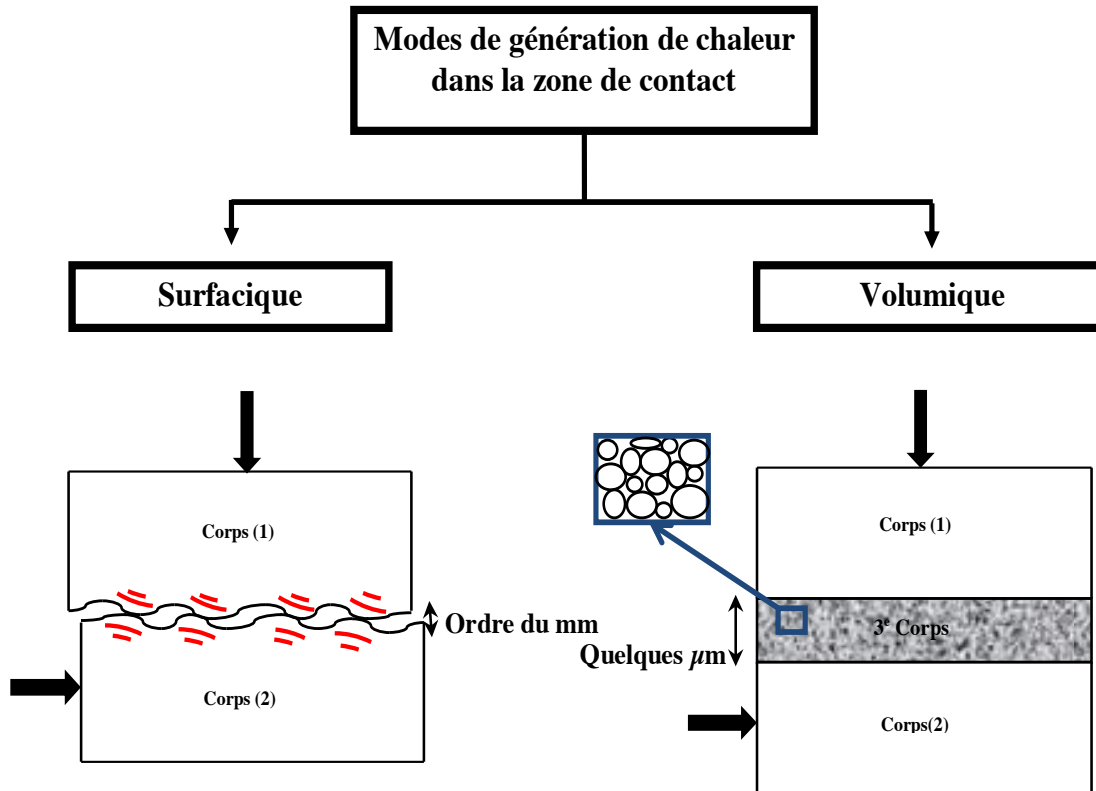 Modes de génération de chaleur
dans la zone de contact
Surfacique
Volumique
Corps (1)
Ordre du mm
Corps (2)
Corps (1)
3e Corps
Quelques µm
Corps(2)